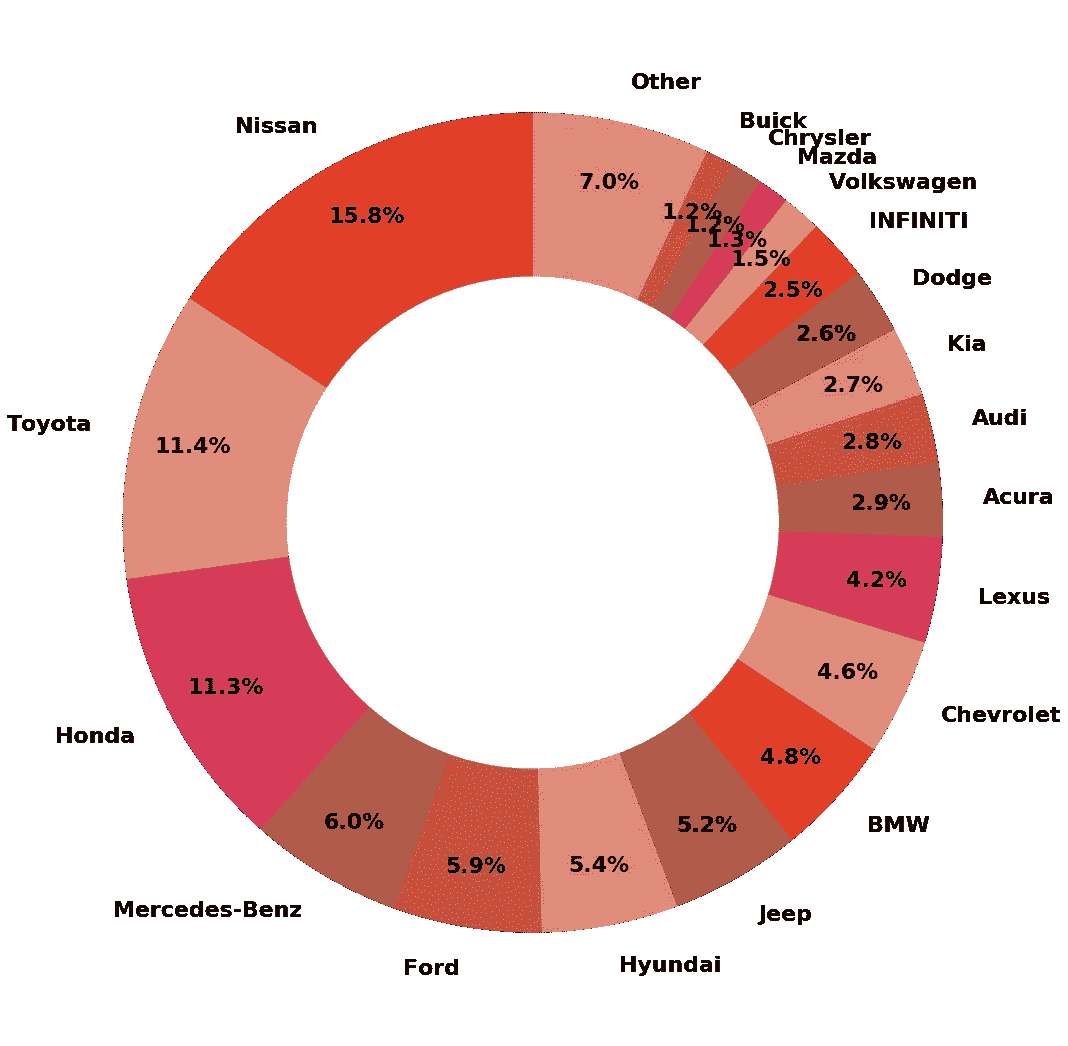 Other
7.0%
Buick
1.2%
Chrysler
1.2%
Mazda
1.3%
Volkswagen
1.5%
INFINITI
2.5%
Dodge
2.6%
Kia
2.7%
Audi
2.8%
Acura
2.9%
Lexus
4.2%
Chevrolet
4.6%
BMW
4.8%
Jeep
5.2%
Hyundai
5.4%
Ford
5.9%
Mercedes-Benz
6.0%
Honda
11.3%
Toyota
11.4%
Nissan
15.8%